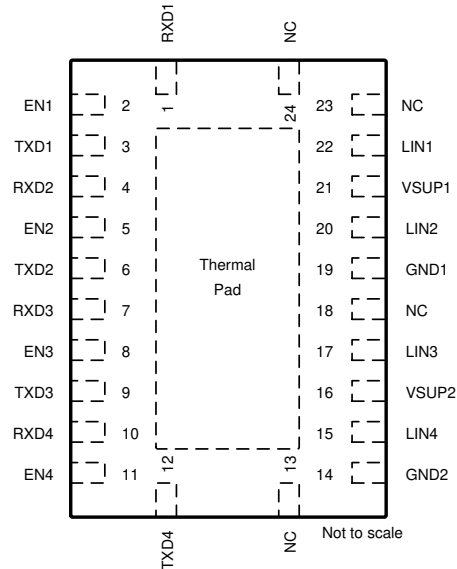 RXD1 NC
1 24
EN1 2 23 NC
TXD1 3 22 LIN1
RXD2 4 21 VSUP1
EN2 5 20 LIN2
TXD2 6 Thermal 19 GND1
Pad
RXD3 7 18 NC
EN3 8 17 LIN3
TXD3 9 16 VSUP2
RXD4 10 15 LIN4
EN4 11 14 GND2
12 13
TXD4 NC
Not to scale